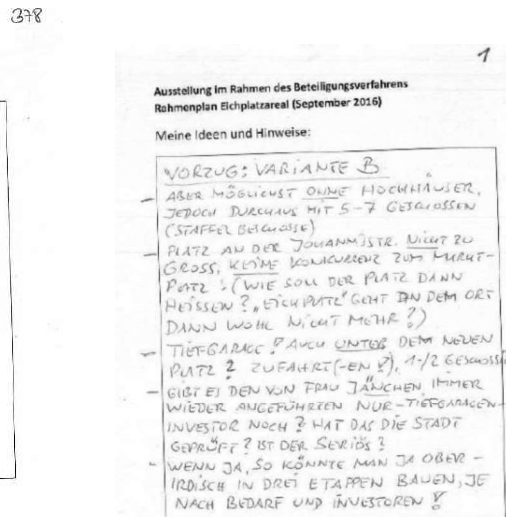 378
1
Ausstellung im Rahmen des Beteiligungsverfahrens
Rahmenplan Eichplatzareal (September 2016)
Meine Ideen und Hinweise:
VORZUG: VARIANTE B
– ABER MÖGLICHST OHNE HOCHHÄUSER,
JEDOCH DURCHAUS MIT 5-7 GESCHOSSEN
(STAFFELGESCHOSSE)
– PLATZ AN DER JOHANNISSTR. NICHT ZU
GROSS, KEINE KONKURRENZ ZUM MARKT-
PLATZ! (WIE SOLL DER PLATZ DANN
HEISSEN? „EICHPLATZ" GEHT AN DEM ORT
DANN WOHL NICHT MEHR?)
– TIEFGARAGE! AUCH UNTER DEM NEUEN
PLATZ? ZUFAHRT(-EN?), 1-/2 GESCHOSSI
– GIBT ES DEN VON FRAU JÄNCHEN IMMER
WIEDER ANGEFÜHRTEN NUR-TIEFGARAGEN-
INVESTOR NOCH? HAT DAS DIE STADT
GEPRÜFT? IST DER SERIÖS?
– WENN JA, SO KÖNNTE MAN JA OBER-
IRDISCH IN DREI ETAPPEN BAUEN, JE
NACH BEDARF UND INVESTOREN!